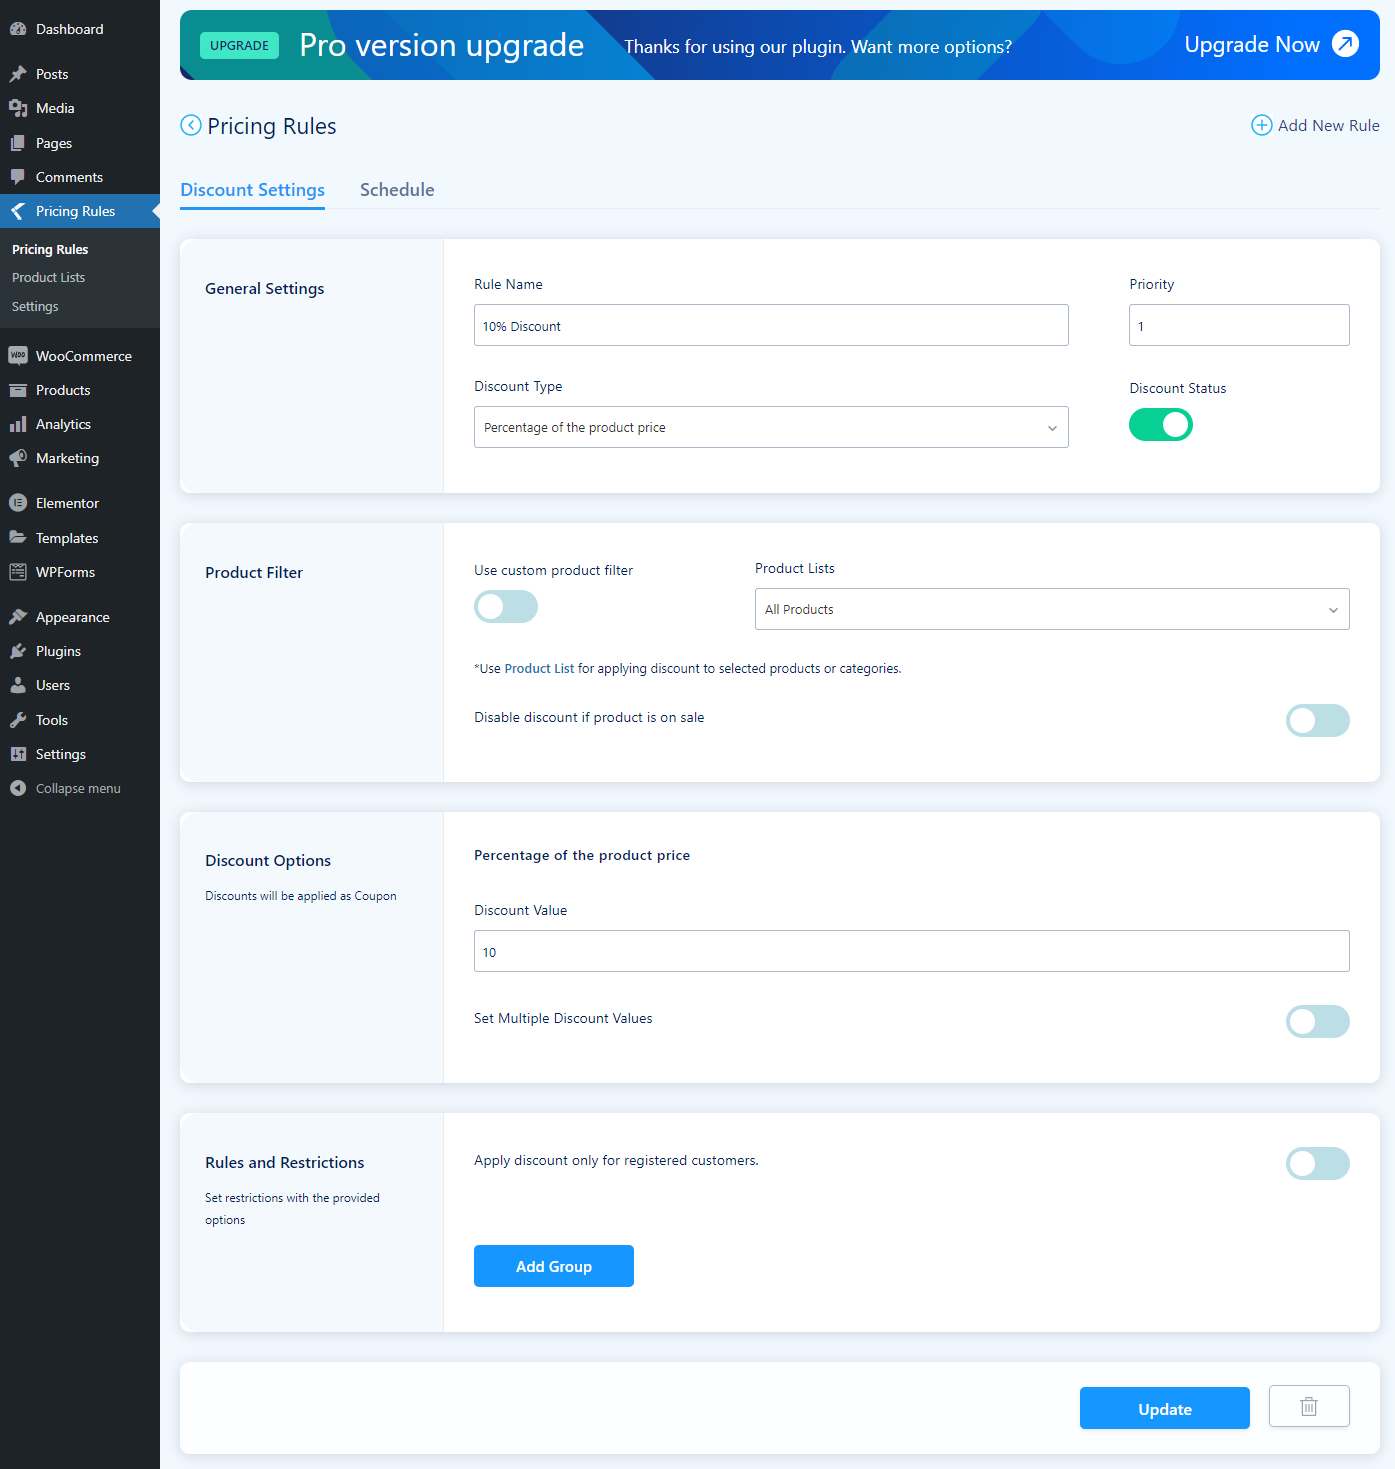 Dashboard
Posts
Media
Pages
Comments
Pricing Rules
Pricing Rules
Product Lists
Settings
WOO WooCommerce
Products
Analytics
Marketing
Elementor
Templates
WPForms
Appearance
Plugins
Users
Tools
Settings
Collapse menu
UPGRADE Pro version upgrade Thanks for using our plugin. Want more options? Upgrade Now
Pricing Rules Add New Rule
Discount Settings Schedule
General Settings
Rule Name Priority
10% Discount 1
Discount Type Discount Status
Percentage of the product price
Product Filter
Use custom product filter Product Lists
All Products
*Use Product List for applying discount to selected products or categories.
Disable discount if product is on sale
Discount Options
Discounts will be applied as Coupon
Percentage of the product price
Discount Value
10
Set Multiple Discount Values
Rules and Restrictions
Set restrictions with the provided
options
Apply discount only for registered customers.
Add Group
Update